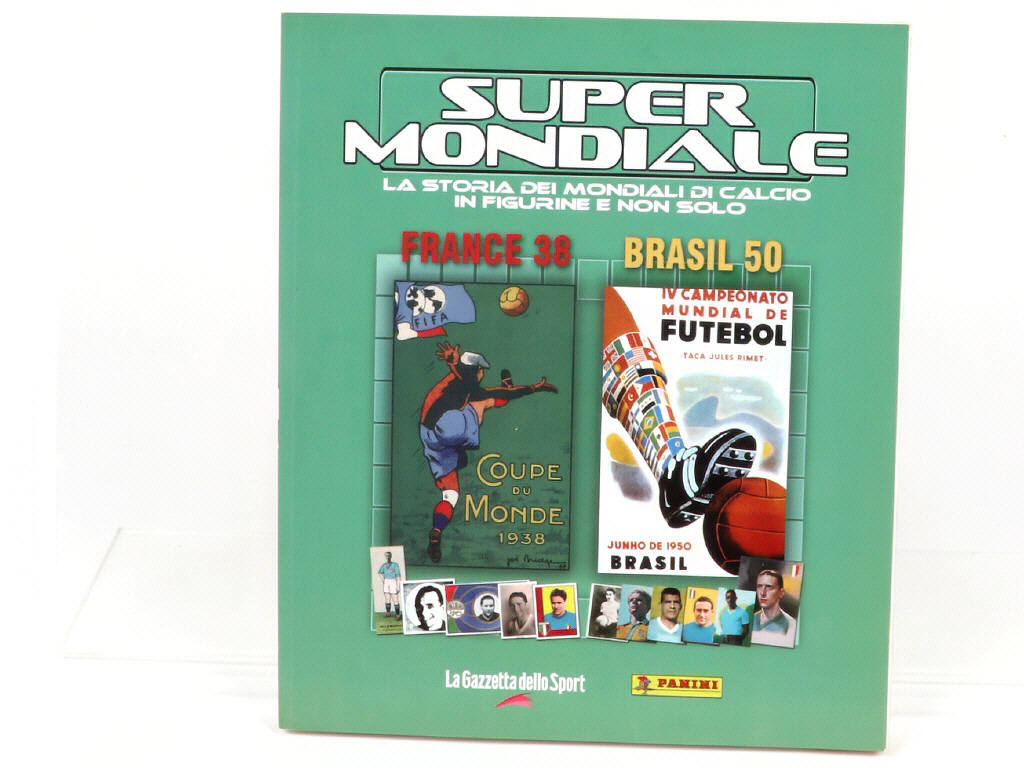 SUPER
MONDIALE
LA STORIA DEI MONDIALI DI CALCIO
IN FIGURINE E NON SOLO
FRANCE 38
BRASIL 50
FIFA
COUPE
DU
MONDE
1938
IV CAMPEONATO
MUNDIAL DE
FUTEBOL
-TACA JULES RIMET-
JUNHO DE 1950
BRASIL
La Gazzetta dello Sport
PANINI